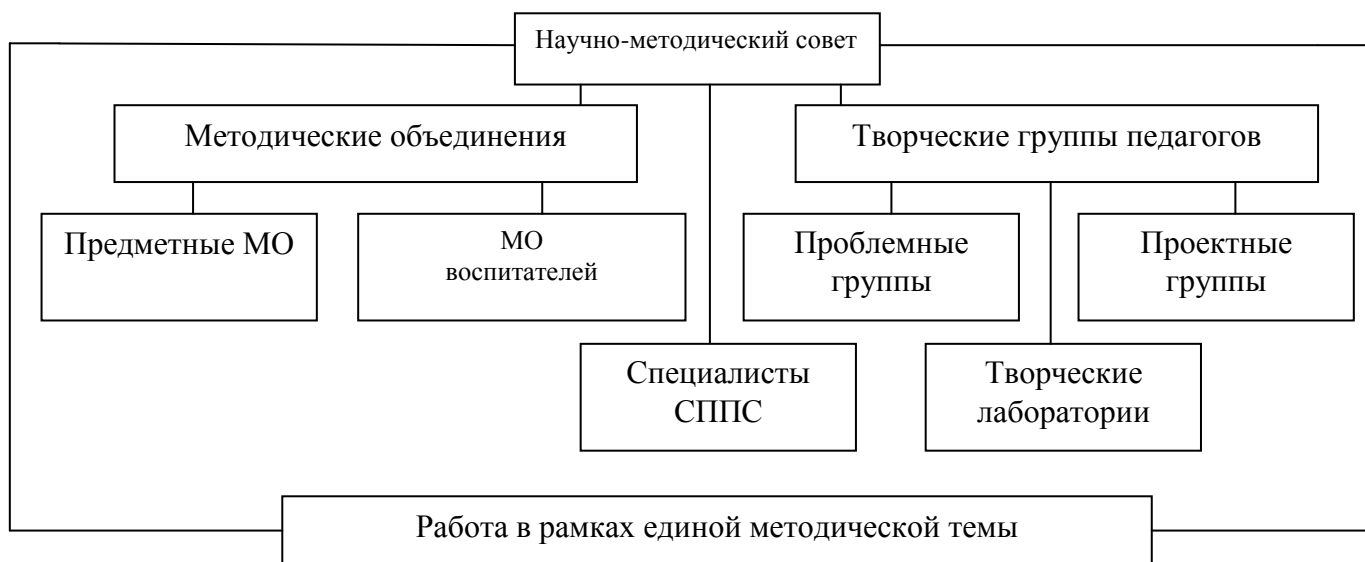 Научно-методический совет
Методические объединения
Творческие группы педагогов
Предметные МО
МО
воспитателей
Проблемные
группы
Проектные
группы
Специалисты
СППС
Творческие
лаборатории
Работа в рамках единой методической темы